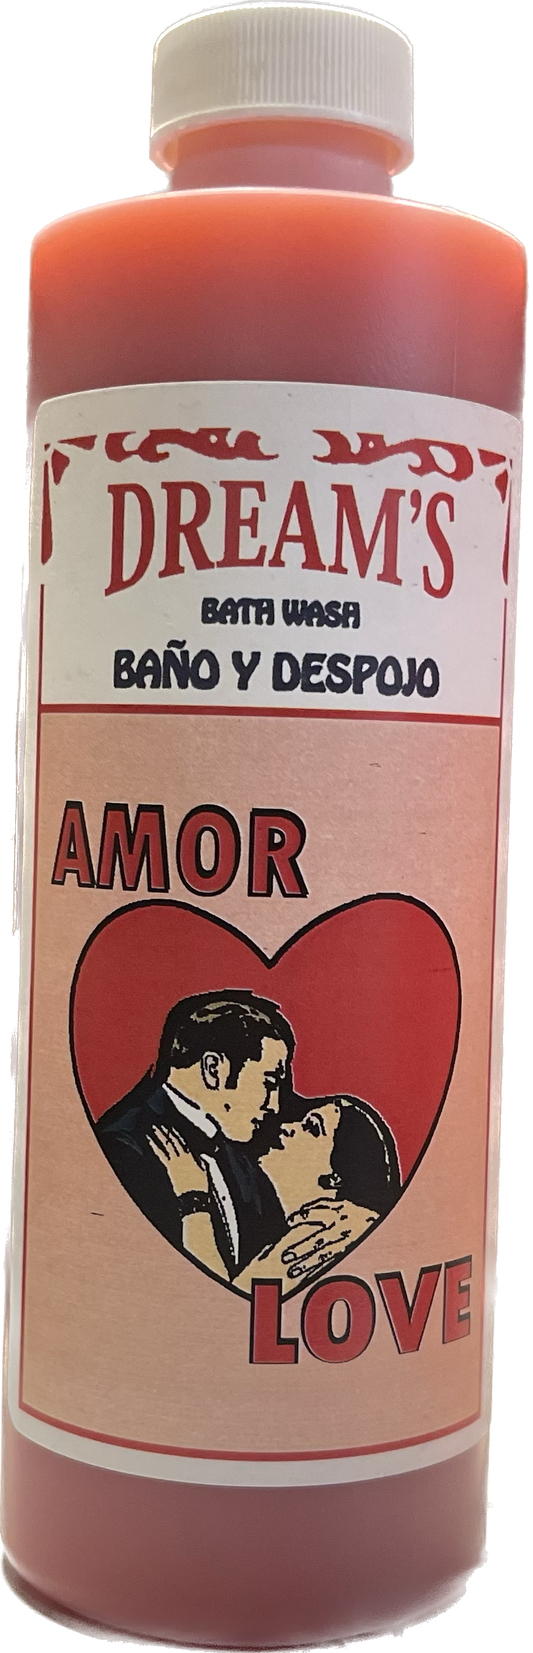 DREAM'S
BATH WASH
BAÑO Y DESPOJO
AMOR
LOVE